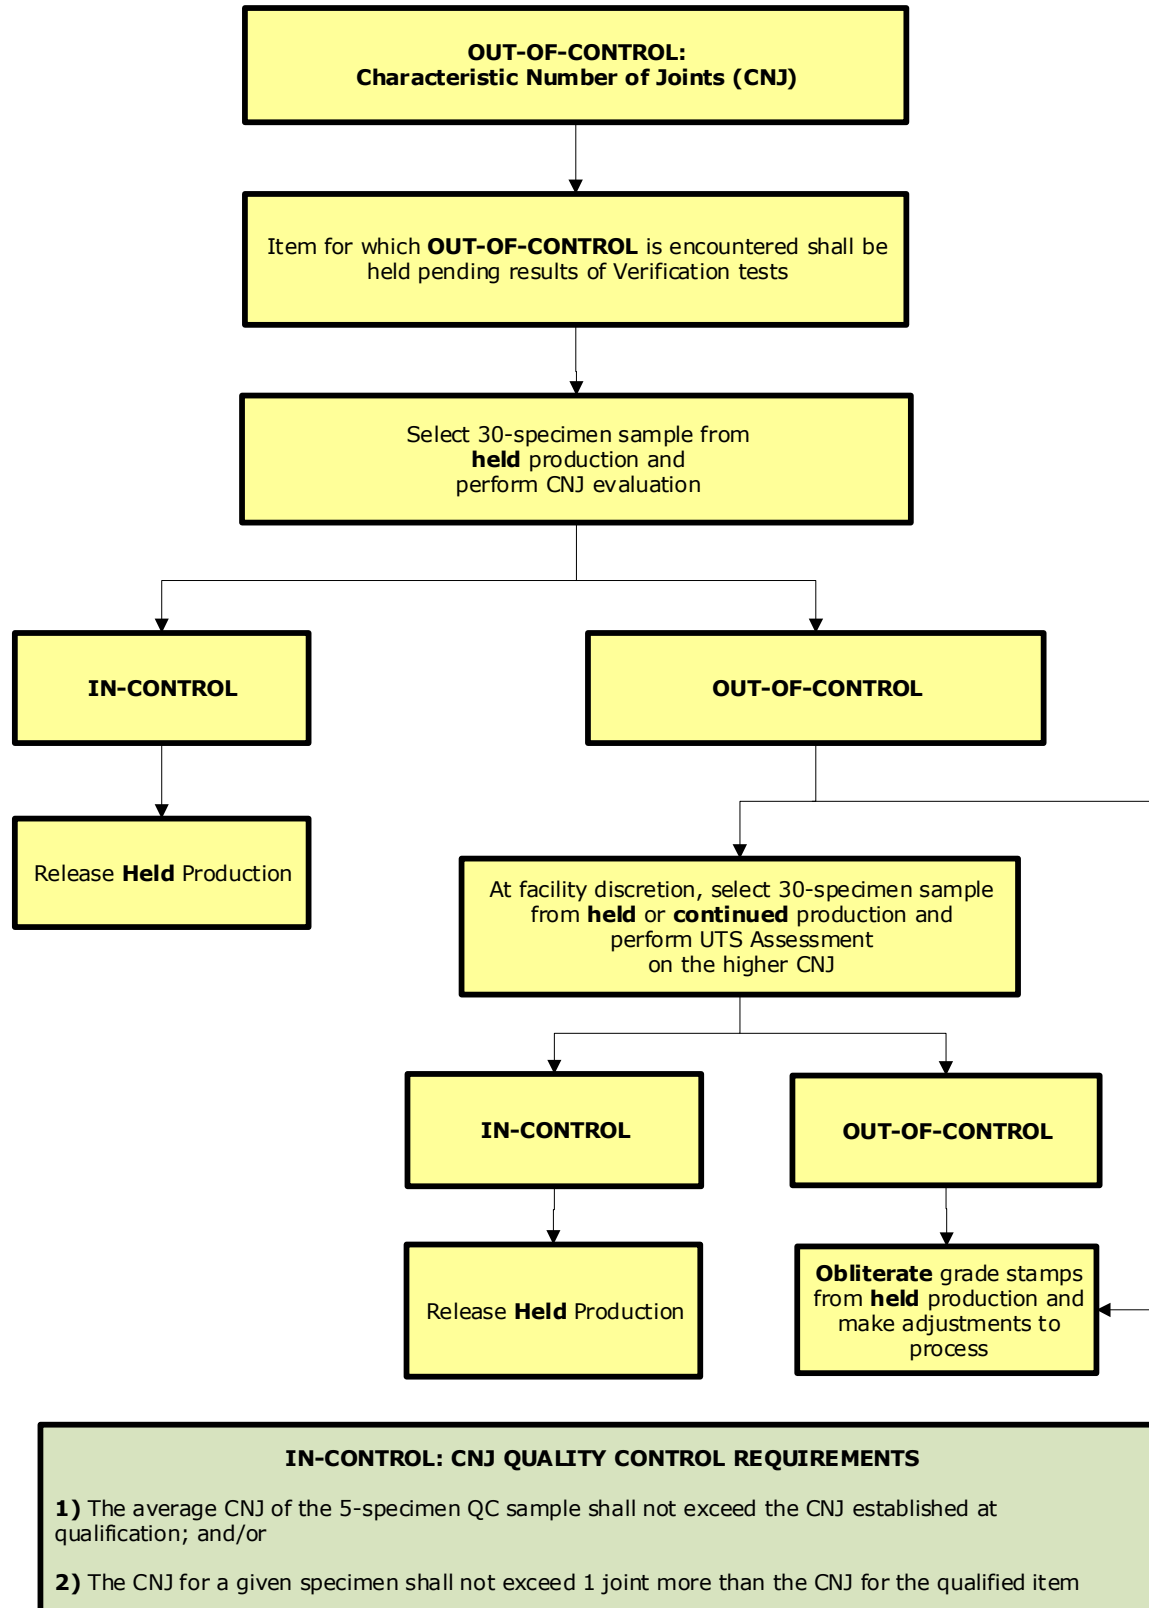 OUT-OF-CONTROL:
Characteristic Number of Joints (CNJ)
Item for which OUT-OF-CONTROL is encountered shall be
held pending results of Verification tests
Select 30-specimen sample from
held production and
perform CNJ evaluation
IN-CONTROL
OUT-OF-CONTROL
Release Held Production
At facility discretion, select 30-specimen sample
from held or continued production and
perform UTS Assessment
on the higher CNJ
IN-CONTROL
OUT-OF-CONTROL
Release Held Production
Obliterate grade stamps
from held production and
make adjustments to
process
IN-CONTROL: CNJ QUALITY CONTROL REQUIREMENTS
1) The average CNJ of the 5-specimen QC sample shall not exceed the CNJ established at
qualification; and/or
2) The CNJ for a given specimen shall not exceed 1 joint more than the CNJ for the qualified item